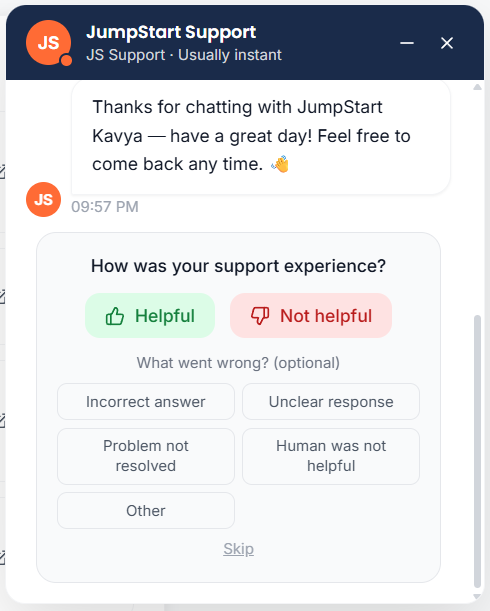 JS
JumpStart Support
JS Support · Usually instant
Thanks for chatting with JumpStart
Kavya — have a great day! Feel free to
come back any time. 👋
JS
09:57 PM
How was your support experience?
Helpful
Not helpful
What went wrong? (optional)
Incorrect answer
Unclear response
Problem not
resolved
Human was not
helpful
Other
Skip